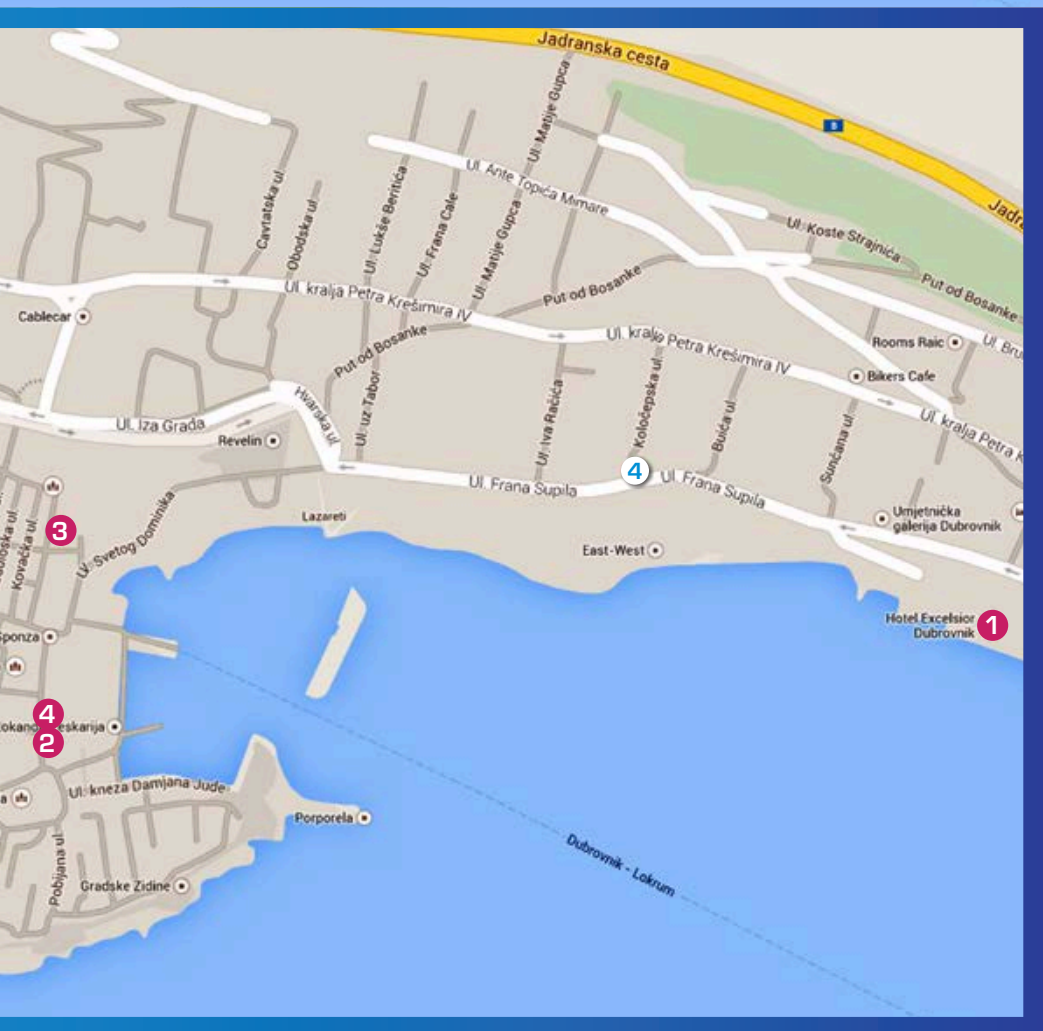 Jadranska cesta
8
Jadra
Ul. Matije Gupca
Ul. Ante Topića Mimare
Ul. Lukše Beritića
Ul. Frana Cale
Cavtatska ul.
Obodska ul.
Ul. Matije Gupca
Ul. Koste Strajnića
Put od Bosanke
Put od Bosanke
Ul. kralja Petra Krešimira IV
Cablecar
Ul. kralja Petra Krešimira IV
Rooms Raic
Ul. Bru
Put od Bosanke
Bikers Cafe
Ul. kralja Petra K
Hvarska ul.
Ul. uz Tabor
Ul. Iva Račića
Koločepska ul.
Buića ul.
Sunčana ul.
Ul. Iza Grada
Revelin
4
Ul. Frana Supila
Ul. Frana Supila
Lazareti
Umjetnička
galerija Dubrovnik
3
Kovačka ul.
Ul. Svetog Dominika
East-West
Hotel Excelsior
Dubrovnik
1
Sponza
4
eskarija
2
Ul. kneza Damjana Jude
Porporela
Pobijana ul.
Gradske Zidine
Dubrovnik - Lokrum